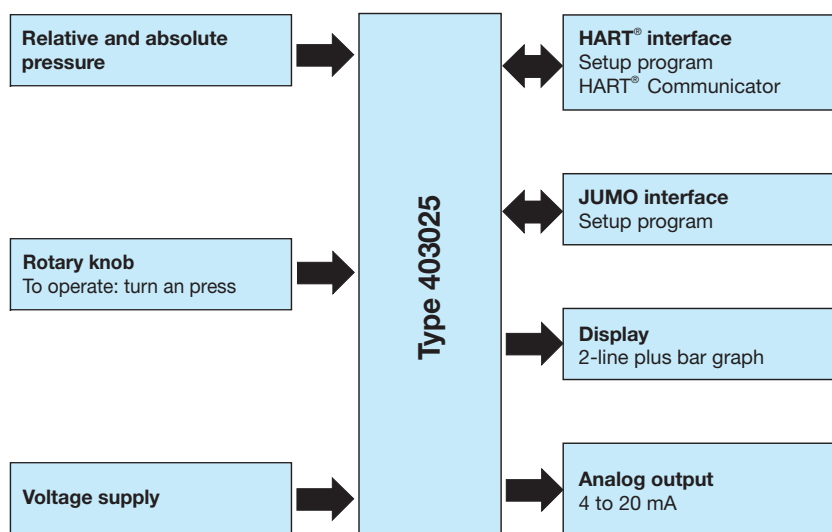 Relative and absolute
pressure
Rotary knob
To operate: turn an press
Voltage supply
Type 403025
HART® interface
Setup program
HART® Communicator
JUMO interface
Setup program
Display
2-line plus bar graph
Analog output
4 to 20 mA